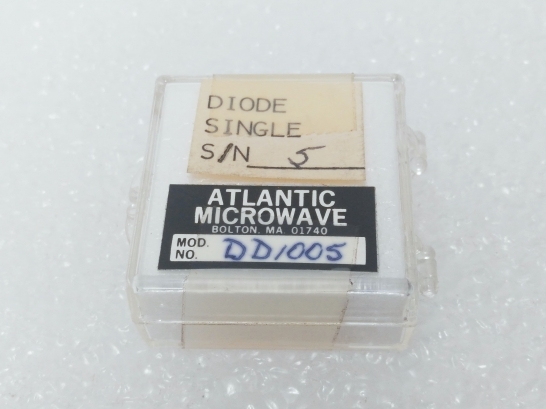 DIODE
SINGLE
S/N 5
ATLANTIC
MICROWAVE
BOLTON, MA. 01740
MOD. NO. DD1005